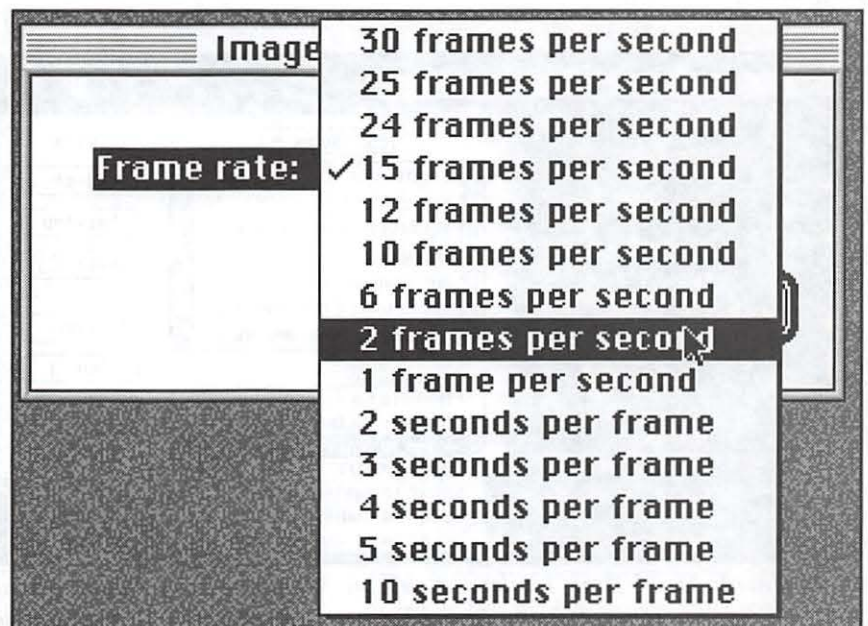 Image
Frame rate:
30 frames per second
25 frames per second
24 frames per second
✓15 frames per second
12 frames per second
10 frames per second
6 frames per second
2 frames per second
1 frame per second
2 seconds per frame
3 seconds per frame
4 seconds per frame
5 seconds per frame
10 seconds per frame